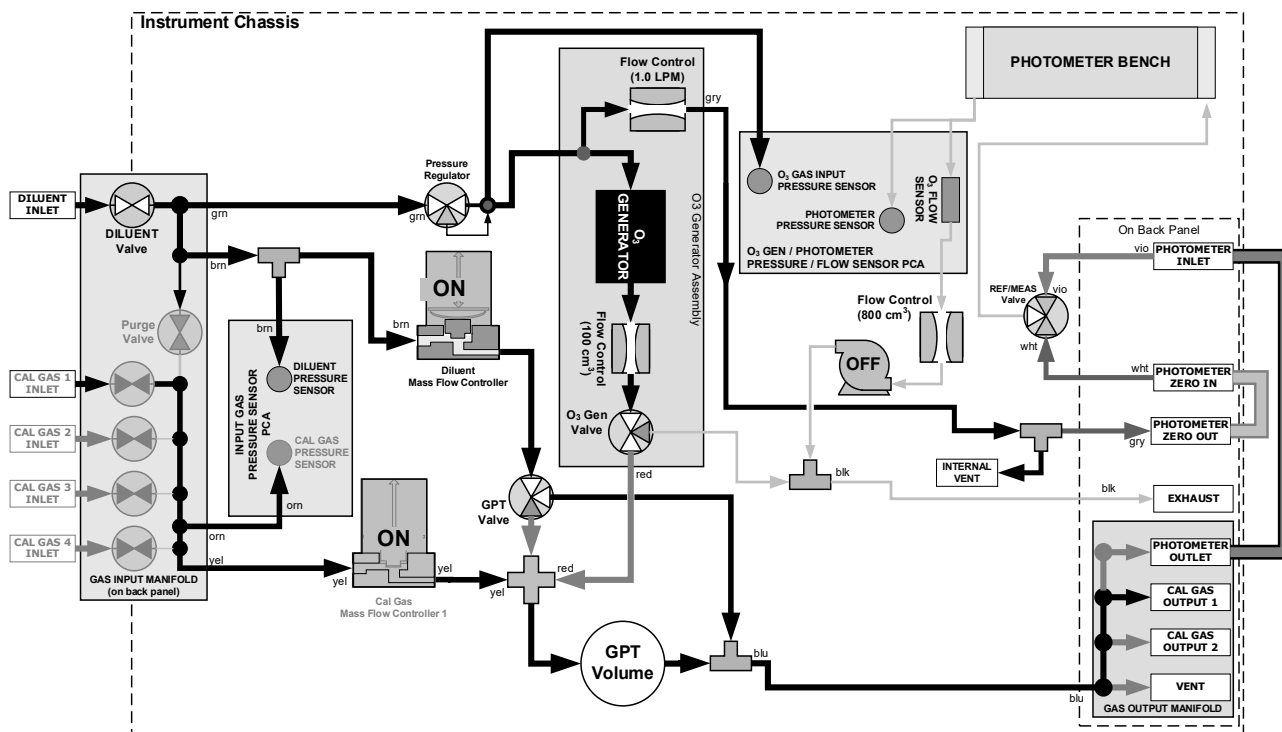 Instrument Chassis
Flow Control
(1.0 LPM)
gry
PHOTOMETER BENCH
Pressure
Regulator
DILUENT
INLET
DILUENT
Valve
grn
grn
O3 GENERATOR
O3 Generator Assembly
O3 GAS INPUT
PRESSURE SENSOR
PHOTOMETER
PRESSURE SENSOR
O3 FLOW
SENSOR
O3 GEN / PHOTOMETER
PRESSURE / FLOW SENSOR PCA
On Back Panel
vio
PHOTOMETER
INLET
REF/MEAS
Valve
vio
wht
wht
PHOTOMETER
ZERO IN
gry
PHOTOMETER
ZERO OUT
brn
brn
brn
ON
Diluent
Mass Flow Controller
Purge
Valve
DILUENT
PRESSURE
SENSOR
CAL GAS
PRESSURE
SENSOR
INPUT GAS
PRESSURE SENSOR
PCA
Flow Control
(100 cm3)
Flow Control
(800 cm3)
OFF
CAL GAS 1
INLET
CAL GAS 2
INLET
CAL GAS 3
INLET
CAL GAS 4
INLET
O3 Gen
Valve
red
INTERNAL
VENT
blk
blk
EXHAUST
orn
orn
yel
GAS INPUT MANIFOLD
(on back panel)
GPT
Valve
ON
yel
yel
yel
red
Cal Gas
Mass Flow Controller 1
GPT
Volume
blu
blu
PHOTOMETER
OUTLET
CAL GAS
OUTPUT 1
CAL GAS
OUTPUT 2
VENT
GAS OUTPUT MANIFOLD